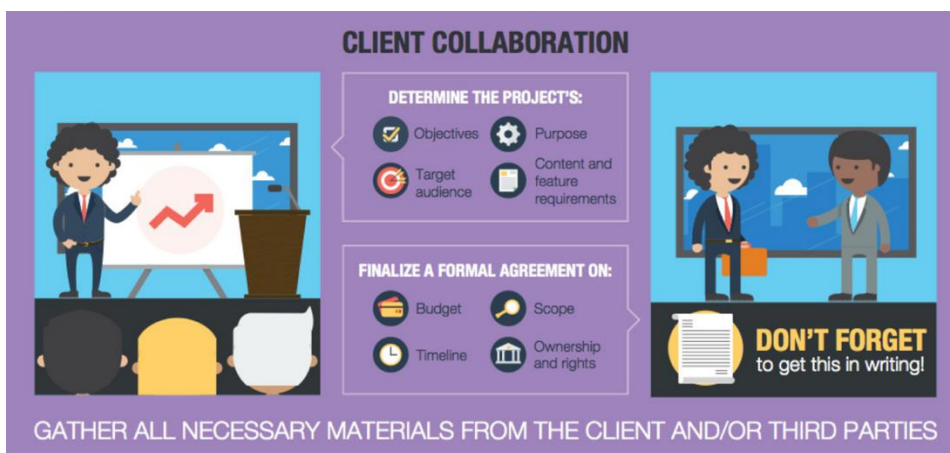 CLIENT COLLABORATION
DETERMINE THE PROJECT'S:
Objectives
Purpose
Target
audience
Content and
feature
requirements
FINALIZE A FORMAL AGREEMENT ON:
Budget
Scope
Timeline
Ownership
and rights
DON'T FORGET
to get this in writing!
GATHER ALL NECESSARY MATERIALS FROM THE CLIENT AND/OR THIRD PARTIES